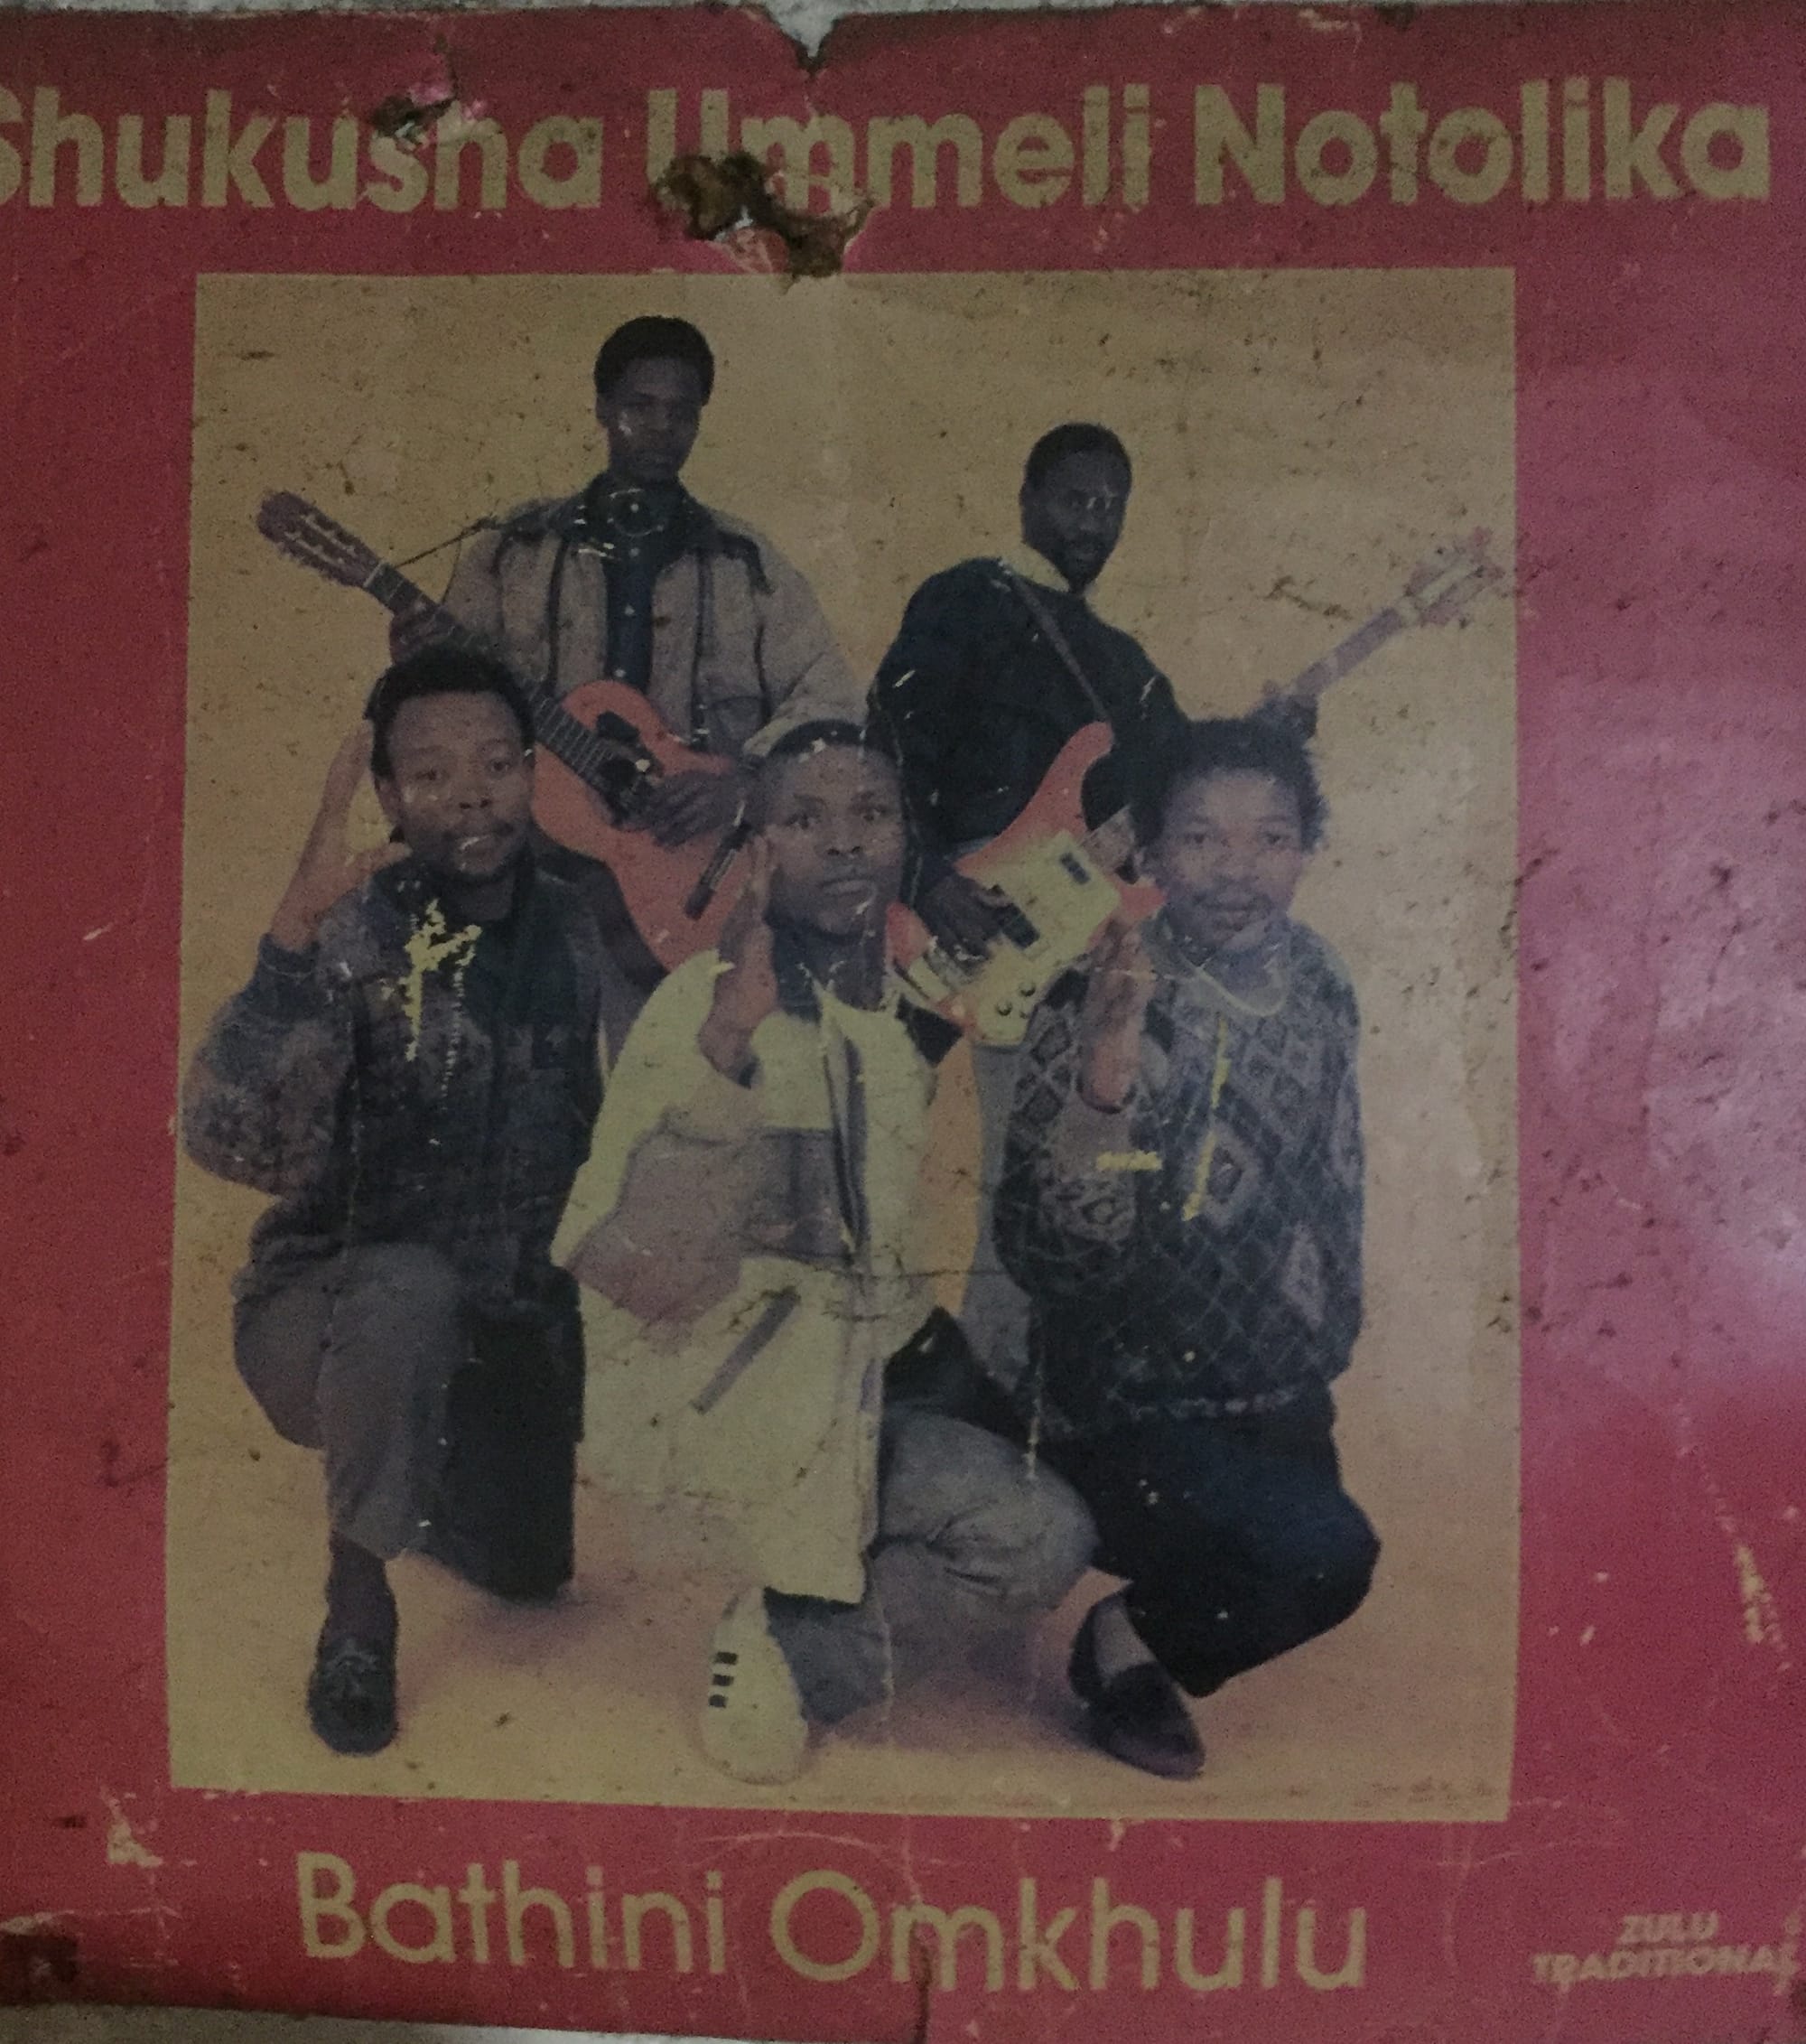 Shukusha Ummeli Notolika
Bathini Omkhulu
ZULU
TRADITIONAL